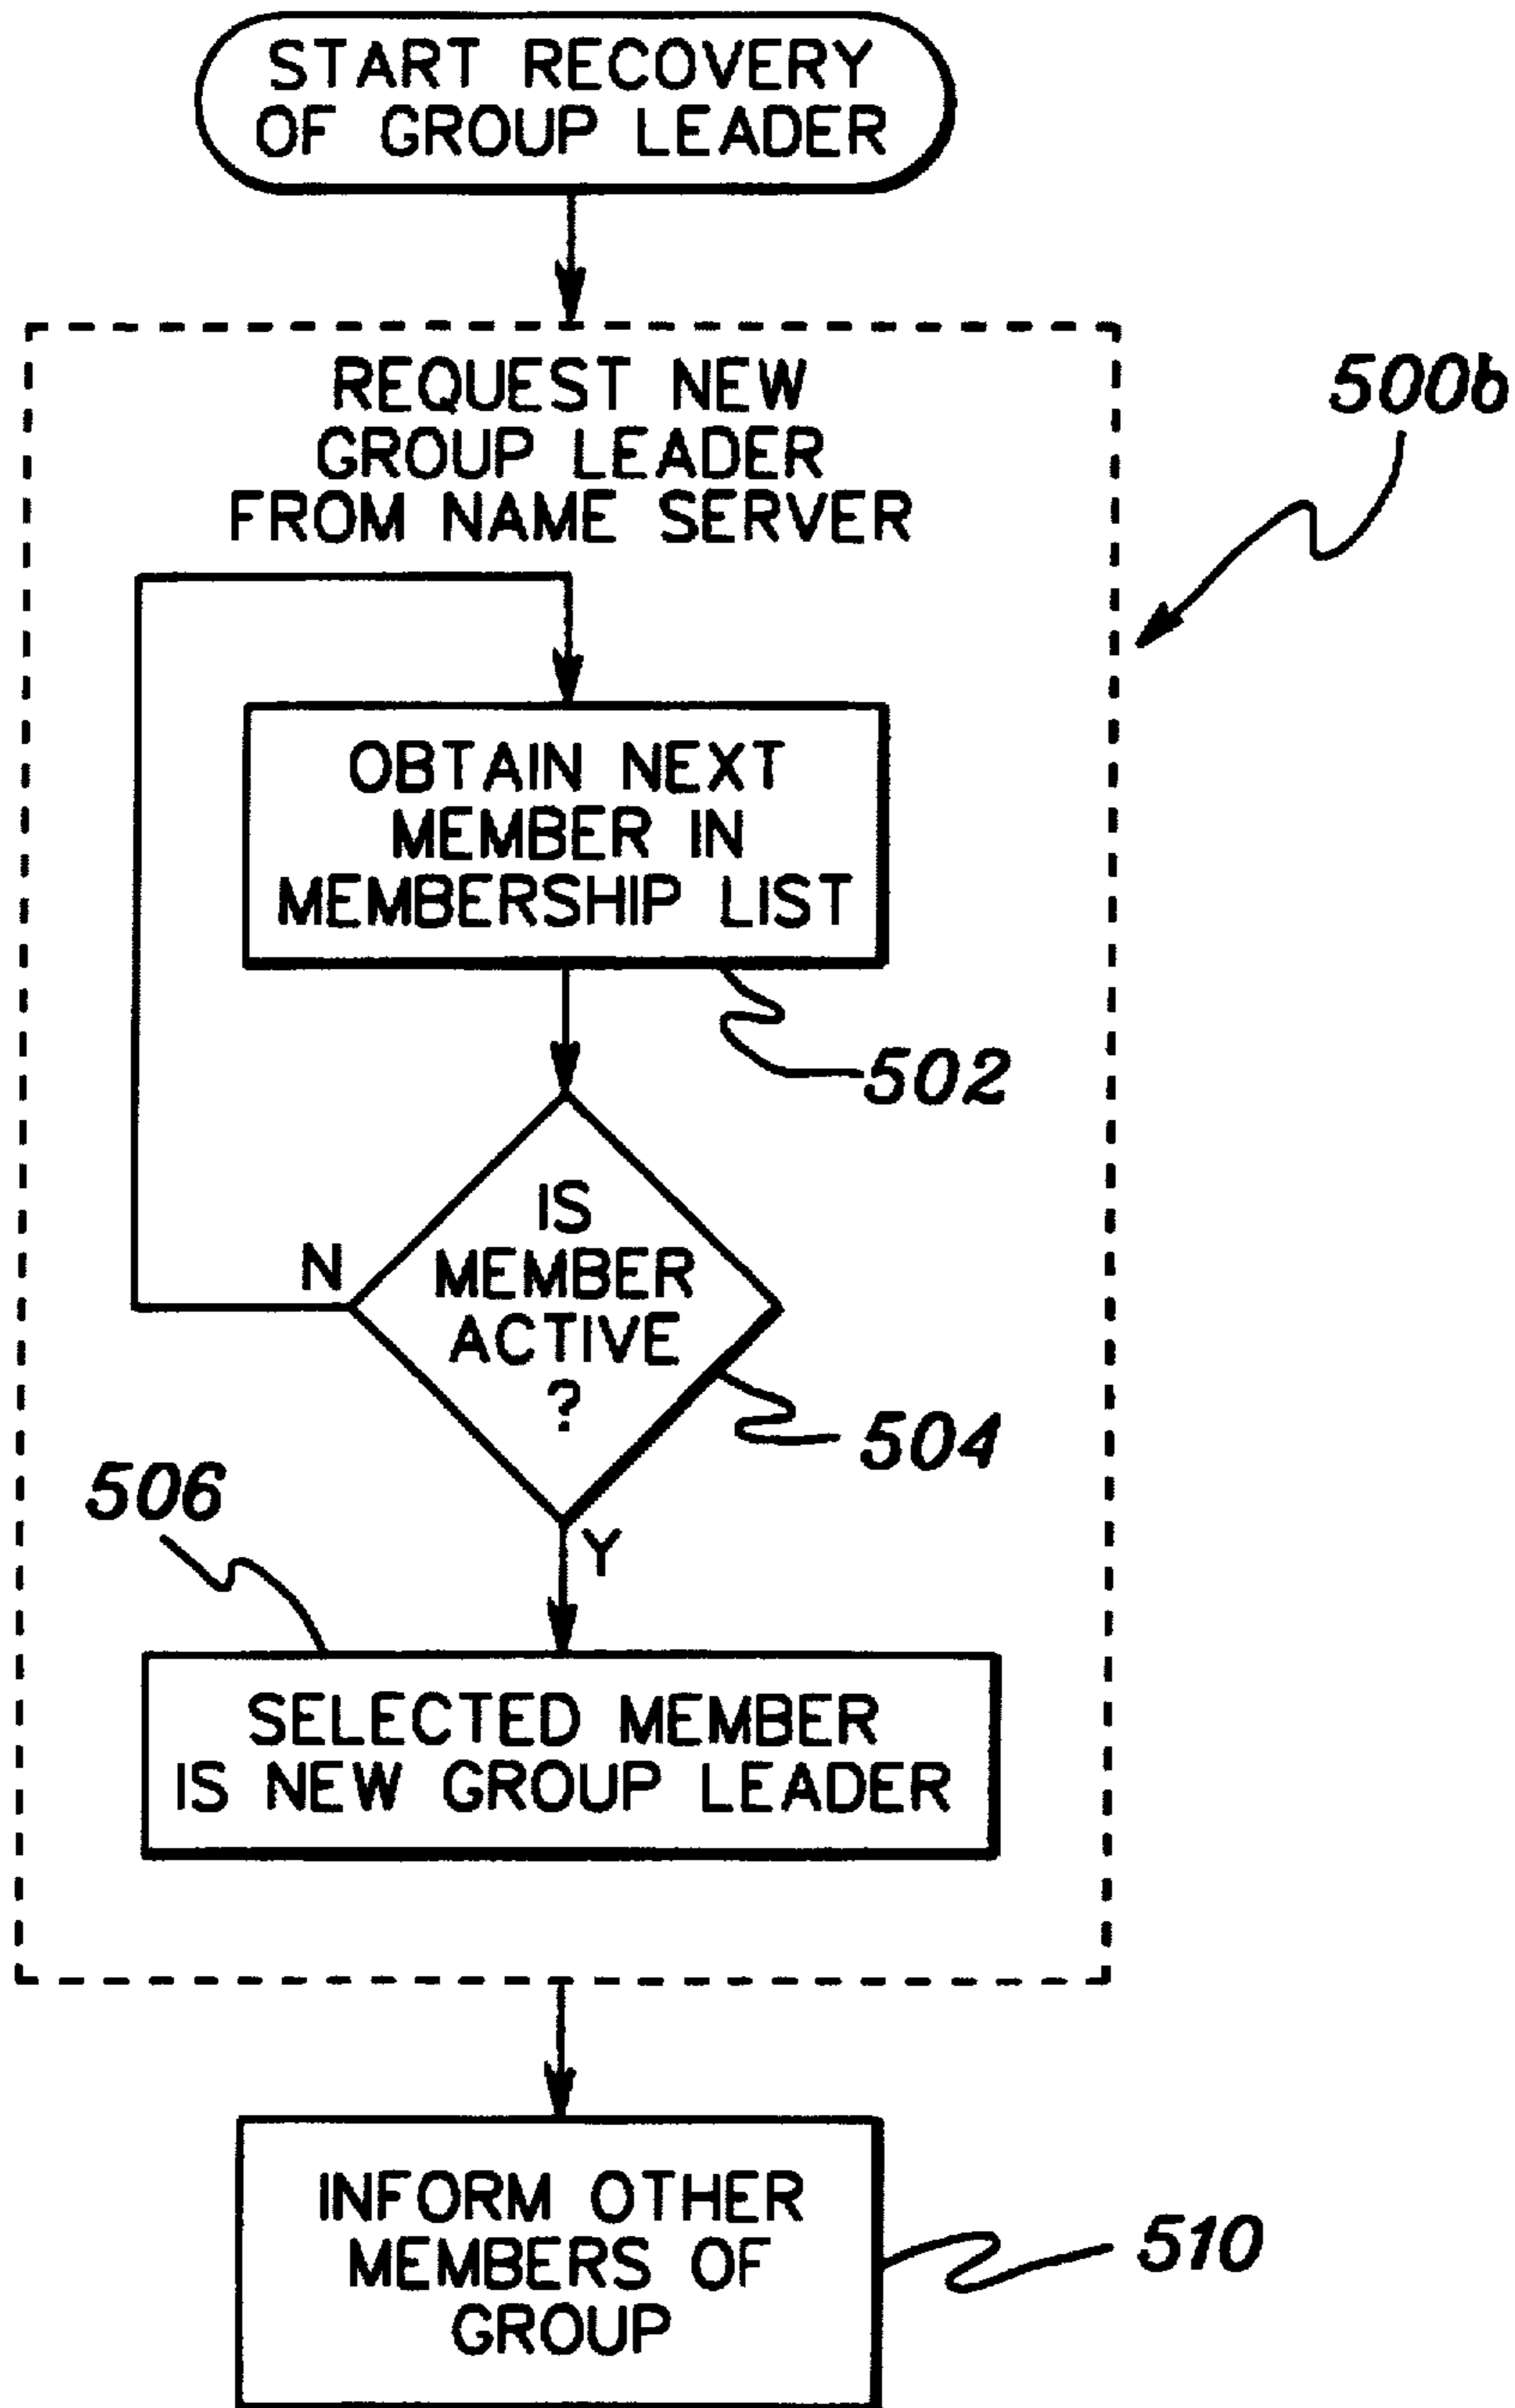 START RECOVERY
OF GROUP LEADER
REQUEST NEW
GROUP LEADER
FROM NAME SERVER
500b
OBTAIN NEXT
MEMBER IN
MEMBERSHIP LIST
502
IS
MEMBER
ACTIVE
?
N
504
Y
506
SELECTED MEMBER
IS NEW GROUP LEADER
INFORM OTHER
MEMBERS OF
GROUP
510